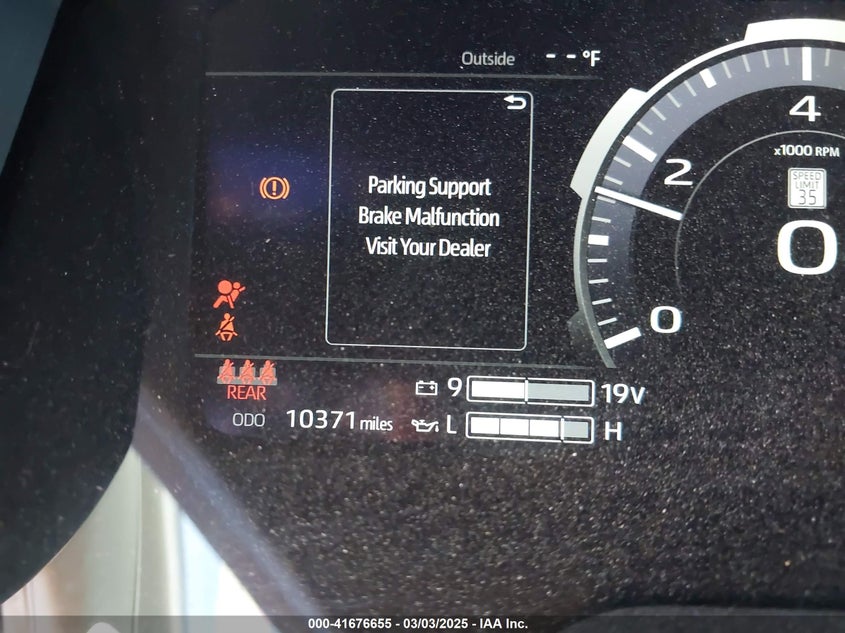 Outside -- °F
Parking Support
Brake Malfunction
Visit Your Dealer
4
x1000 RPM
2
SPEED
LIMIT
35
0
0
REAR
9 19V
ODO 10371 miles
L H
000-41676655 - 03/03/2025 - IAA Inc.